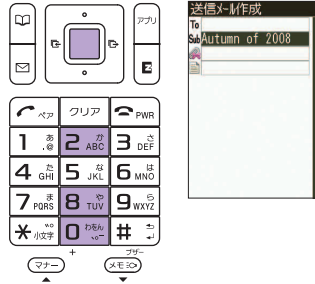 アプリ
ペア
クリア
PWR
1 あ .@
2 か ABC
3 さ DEF
4 た GHI
5 な JKL
6 は MNO
7 ま PQRS
8 や TUV
9 ら WXYZ
小文字
0 わをん
#
+
ブザー
マナー
メモ
送信メール作成
To
Sub Autumn of 2008